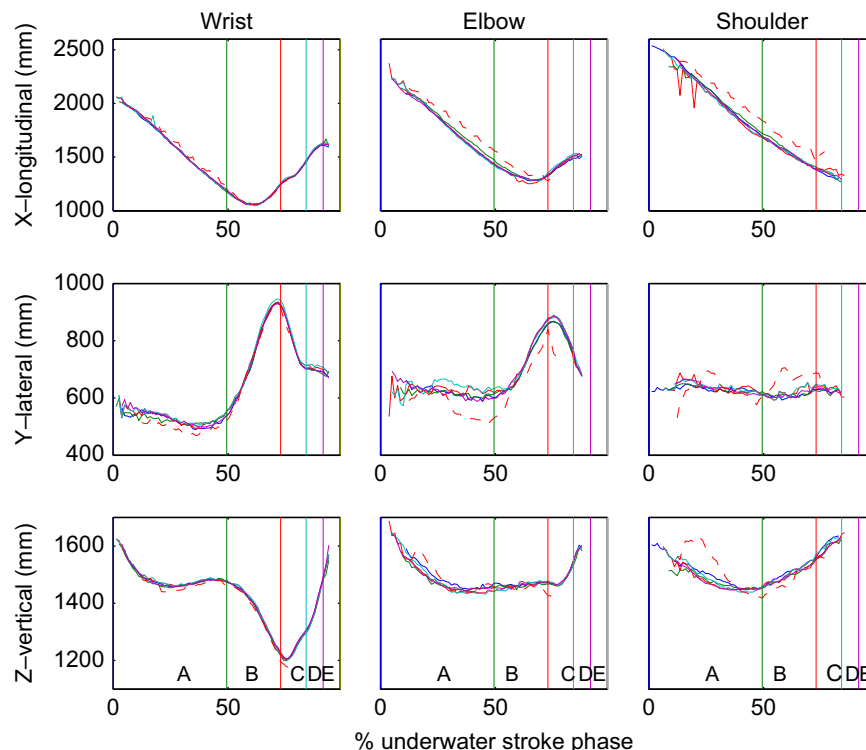 Wrist Elbow Shoulder
X–longitudinal (mm)
2500
2000
1500
1000
0 50
0 50
0 50
Y–lateral (mm)
1000
800
600
400
0 50
0 50
0 50
Z–vertical (mm)
1600
1400
1200
A B C D E
A B C D E
A B C D E
0 50
0 50
0 50
% underwater stroke phase